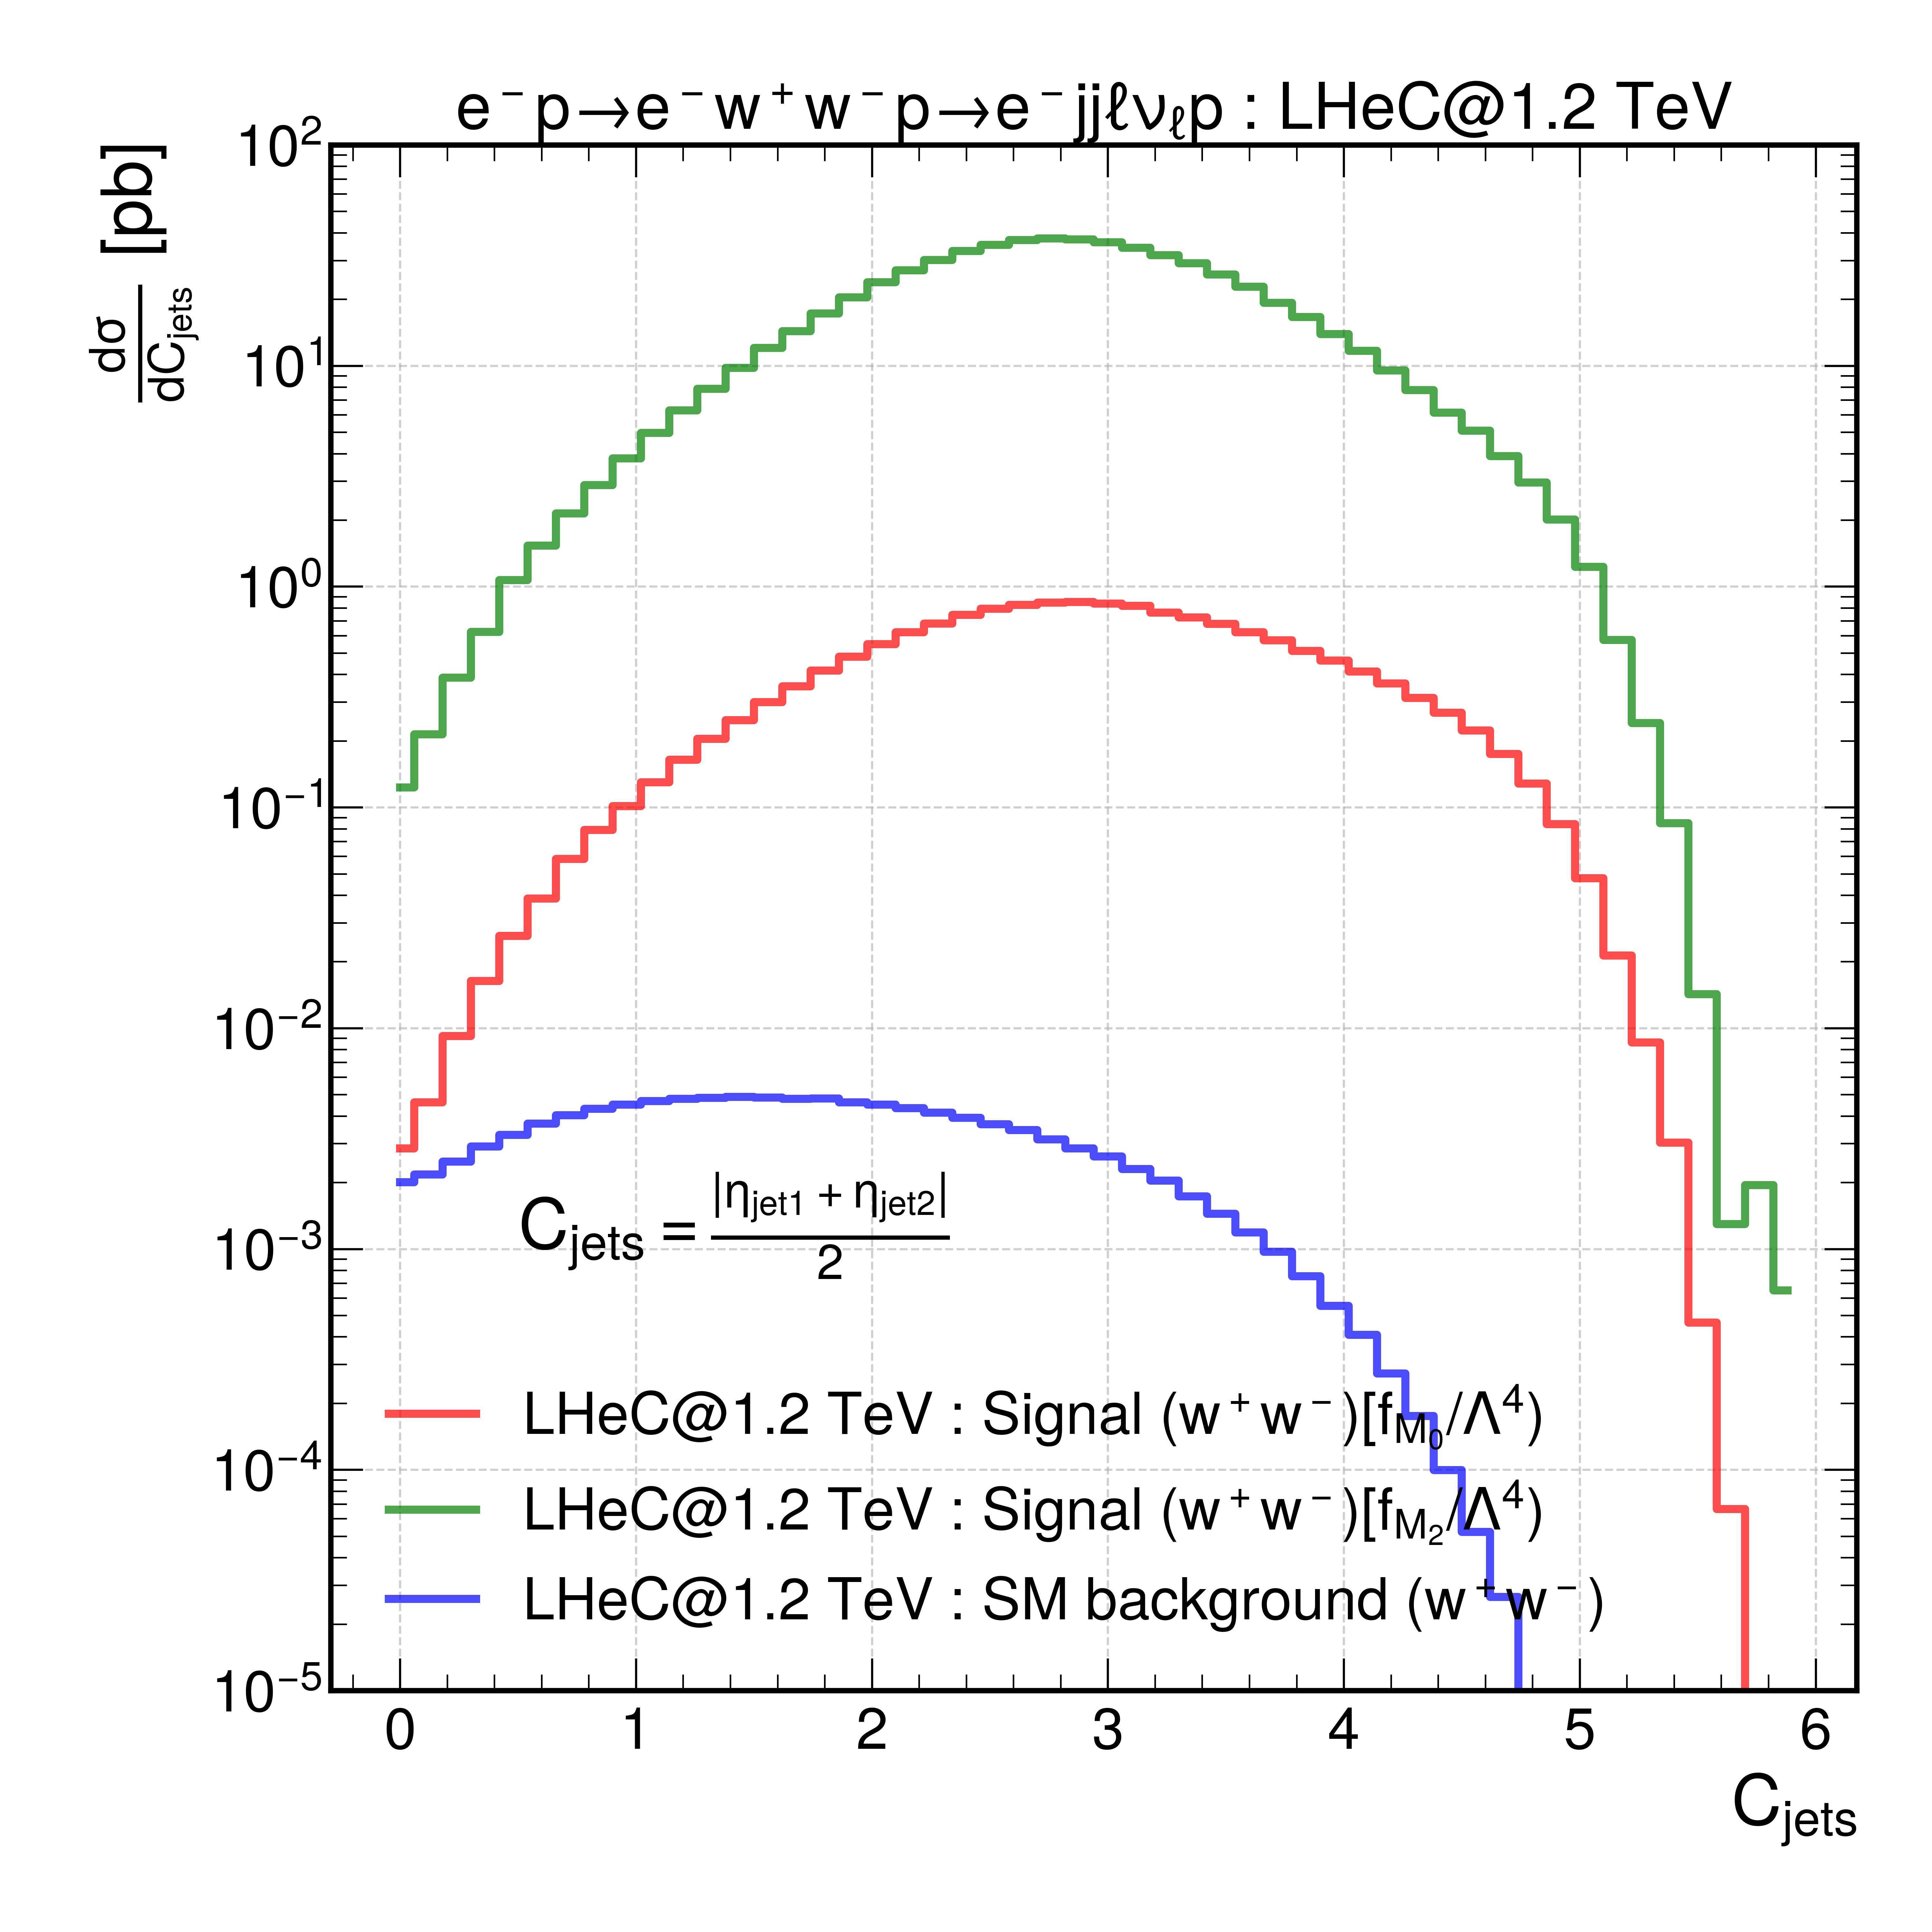 e⁻p→e⁻w⁺w⁻p→e⁻jjℓν_ℓp : LHeC@1.2 TeV
dσ/dC_jets [pb]
10²
10¹
10⁰
10⁻¹
10⁻²
10⁻³
10⁻⁴
10⁻⁵
C_jets = |η_jet1 + η_jet2|/2
LHeC@1.2 TeV : Signal (w⁺w⁻)[f_M₀/Λ⁴)
LHeC@1.2 TeV : Signal (w⁺w⁻)[f_M₂/Λ⁴)
LHeC@1.2 TeV : SM background (w⁺w⁻)
0 1 2 3 4 5 6
C_jets